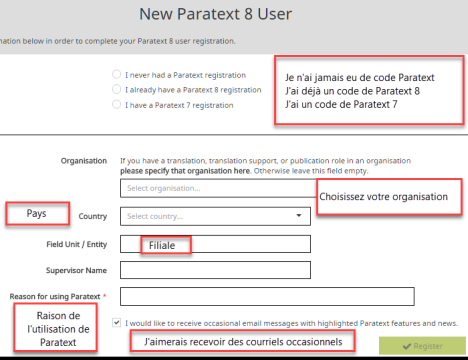 New Paratext 8 User
nation below in order to complete your Paratext 8 user registration.
I never had a Paratext registration
I already have a Paratext 8 registration
I have a Paratext 7 registration
Je n'ai jamais eu de code Paratext
J'ai déjà un code de Paratext 8
J'ai un code de Paratext 7
Organisation
If you have a translation, translation support, or publication role in an organisation
please specify that organisation here. Otherwise leave this field empty.
Select organisation...
Choisissez votre organisation
Pays
Country
Select country...
Field Unit / Entity
Filiale
Supervisor Name
Reason for using Paratext *
Raison de
l'utilisation de
Paratext
I would like to receive occasional email messages with highlighted Paratext features and news.
J'aimerais recevoir des courriels occasionnels
Register